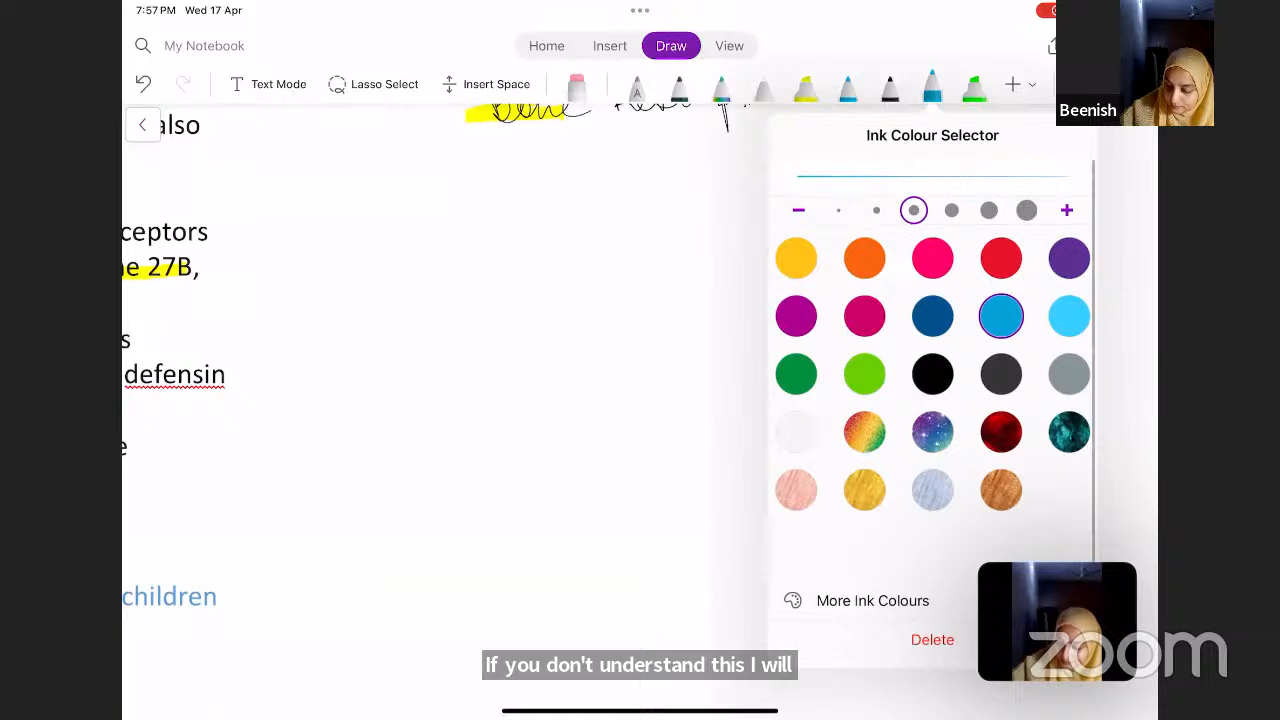 7:57 PM Wed 17 Apr
My Notebook
Home Insert Draw View
Text Mode Lasso Select Insert Space
A
Beenish
also
Bone
Ink Colour Selector
ceptors
ne 27B,
s
defensin
e
children
More Ink Colours
Delete
zoom
If you don't understand this I will